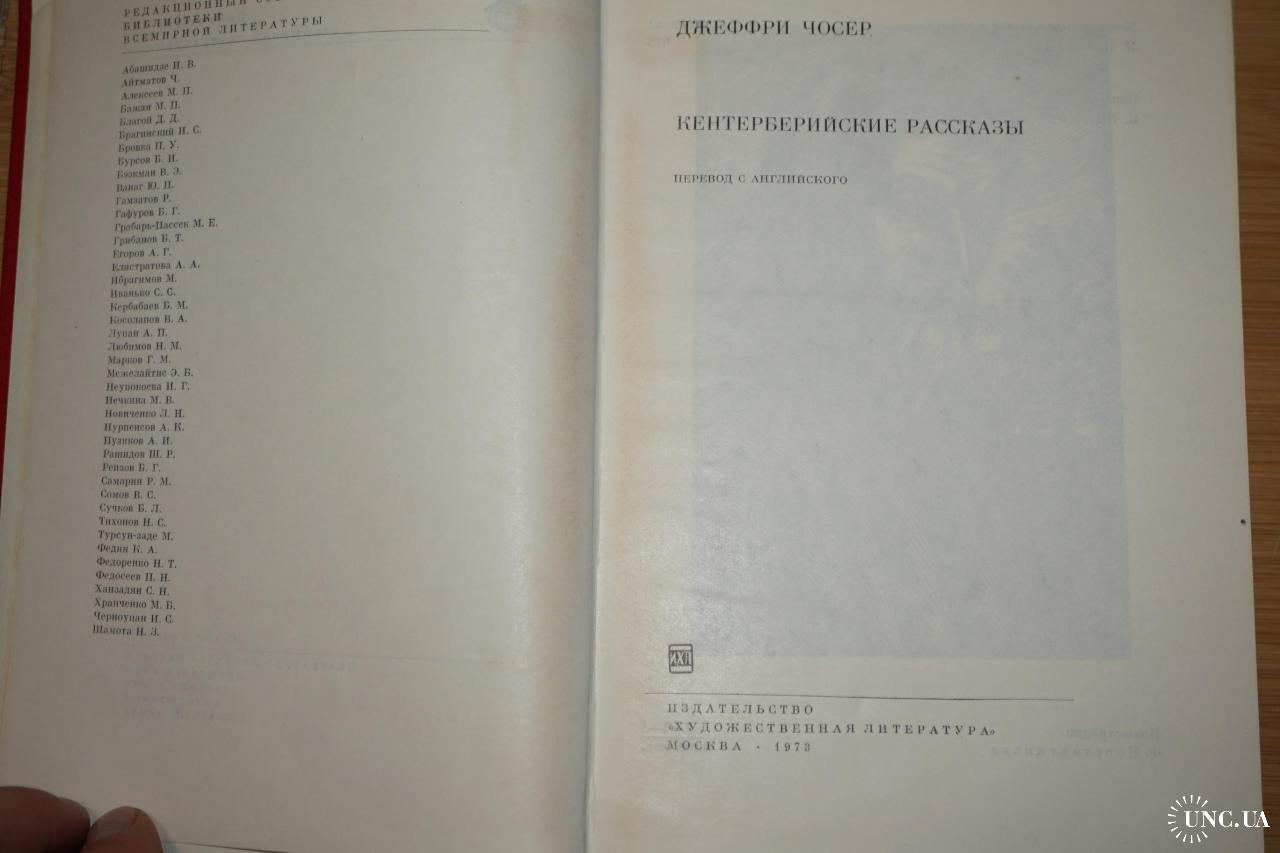 РЕДАКЦИОННЫЙ
БИБЛИОТЕКИ
ВСЕМИРНОЙ ЛИТЕРАТУРЫ
Абашидзе И. В.
Айтматов Ч.
Алексеев М. П.
Бажан М. П.
Благой Д. Д.
Брагинский И. С.
Бровка П. У.
Бурсов Б. И.
Бээкман В. Э.
Ванаг Ю. П.
Гамзатов Р.
Гафуров Б. Г.
Грабарь-Пассек М. Е.
Грибанов Б. Т.
Егоров А. Г.
Елистратова А. А.
Ибрагимов М.
Иванько С. С.
Кербабаев Б. М.
Косолапов В. А.
Лупан А. П.
Любимов Н. М.
Марков Г. М.
Межелайтис Э. Б.
Неупокоева И. Г.
Нечкина М. В.
Новиченко Л. Н.
Нурпеисов А. К.
Пузиков А. И.
Рашидов Ш. Р.
Реизов Б. Г.
Самарин Р. М.
Сомов В. С.
Сучков Б. Л.
Тихонов Н. С.
Турсун-заде М.
Федин К. А.
Федоренко Н. Т.
Федосеев П. Н.
Ханзадян С. Н.
Храпченко М. Б.
Черноуцан И. С.
Шамота Н. З.
ДЖЕФФРИ ЧОСЕР
КЕНТЕРБЕРИЙСКИЕ РАССКАЗЫ
ПЕРЕВОД С АНГЛИЙСКОГО
ИХЛ
ИЗДАТЕЛЬСТВО
«ХУДОЖЕСТВЕННАЯ ЛИТЕРАТУРА»
МОСКВА · 1973
UNC.UA